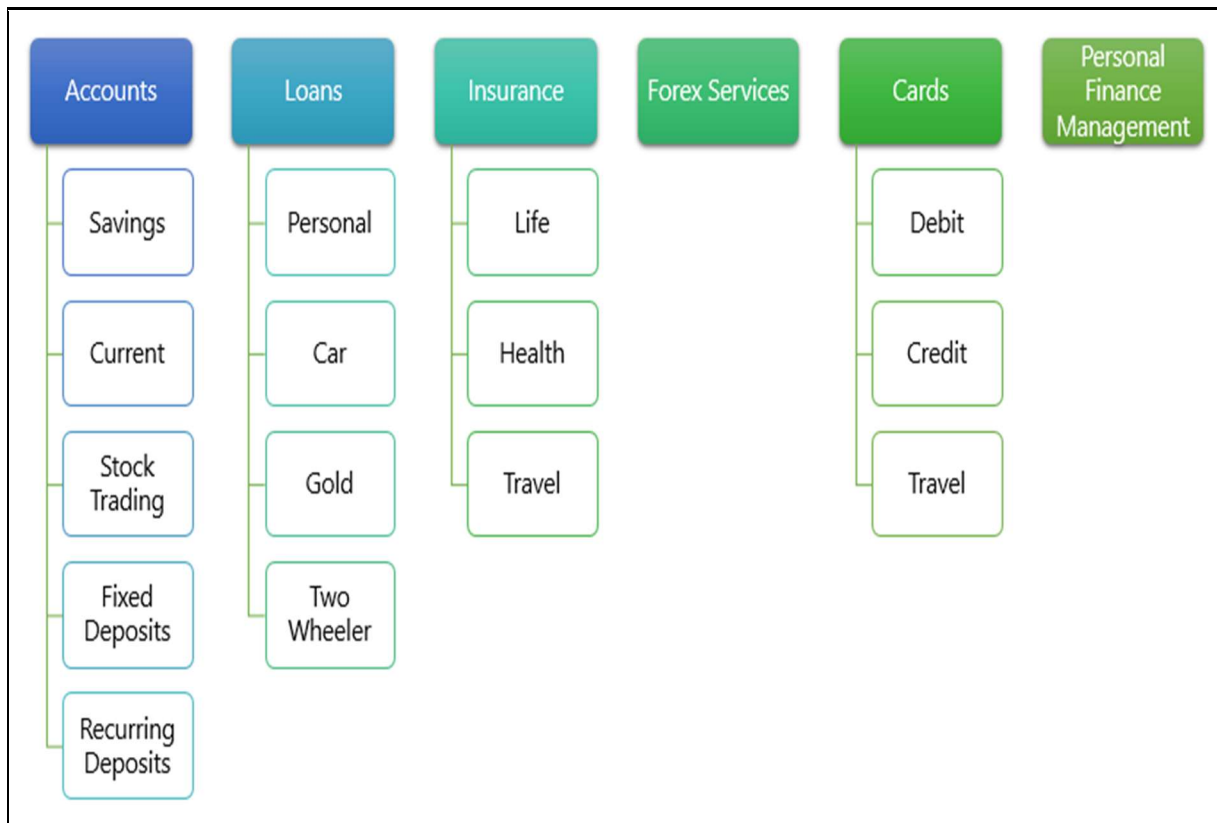 Accounts
Savings
Current
Stock
Trading
Fixed
Deposits
Recurring
Deposits
Loans
Personal
Car
Gold
Two
Wheeler
Insurance
Life
Health
Travel
Forex Services
Cards
Debit
Credit
Travel
Personal
Finance
Management